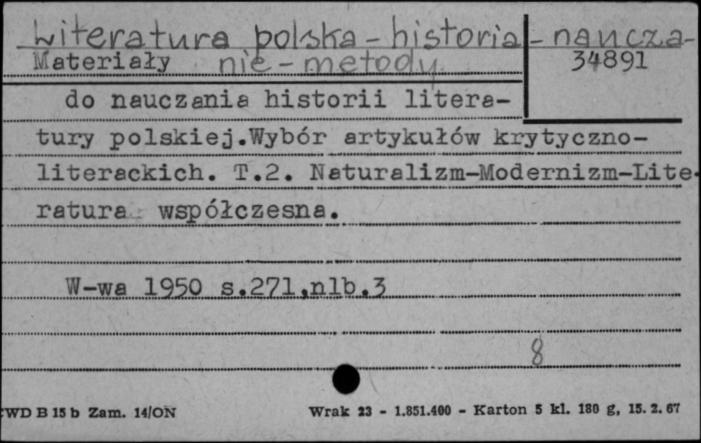 Literatura polska - historia - naucza-
nie - metody
Materiały
34891
do nauczania historii litera-
tury polskiej.Wybór artykułów krytyczno-
literackich. T.2. Naturalizm-Modernizm-Lite-
ratura współczesna.
W-wa 1950 s.271,nlb.3
8
CWD B 15 b Zam. 14/ON
Wrak 23 - 1.851.400 - Karton 5 kl. 180 g, 15. 2. 67